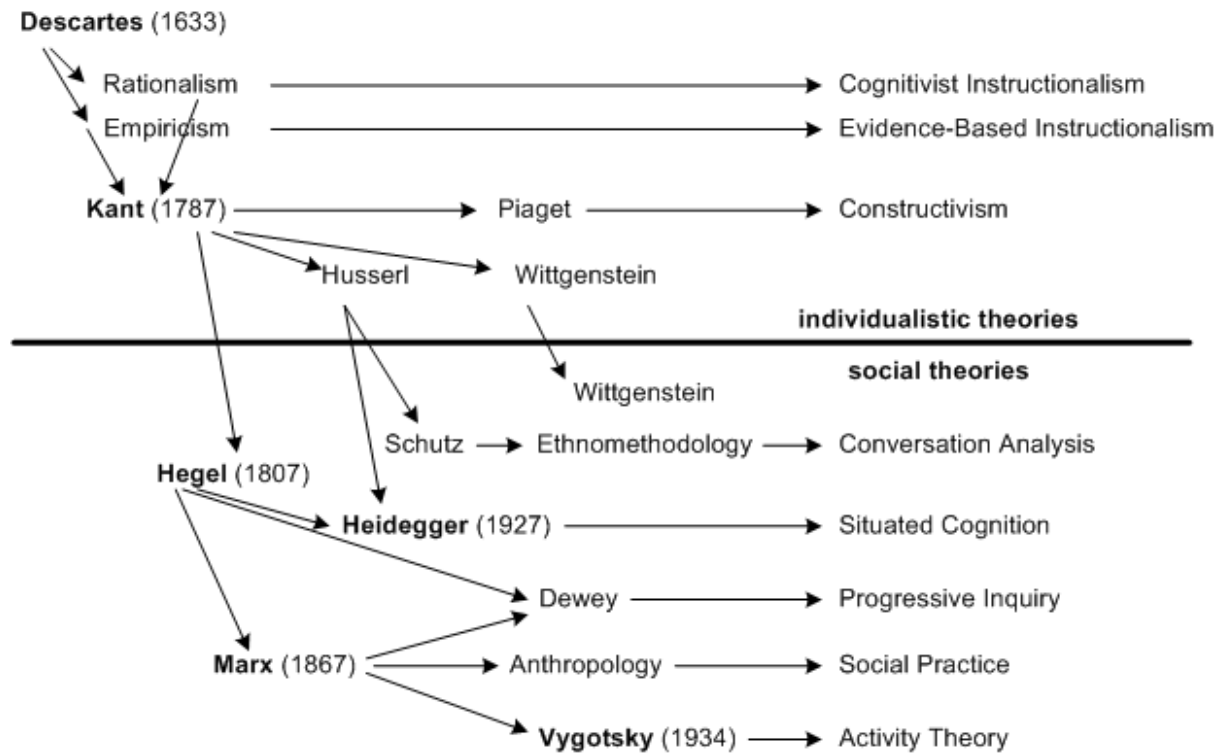 Descartes (1633)
Rationalism Cognitivist Instructionalism
Empiricism Evidence-Based Instructionalism
Kant (1787) Piaget Constructivism
Husserl Wittgenstein
individualistic theories
social theories
Wittgenstein
Schutz Ethnomethodology Conversation Analysis
Hegel (1807)
Heidegger (1927) Situated Cognition
Dewey Progressive Inquiry
Marx (1867) Anthropology Social Practice
Vygotsky (1934) Activity Theory